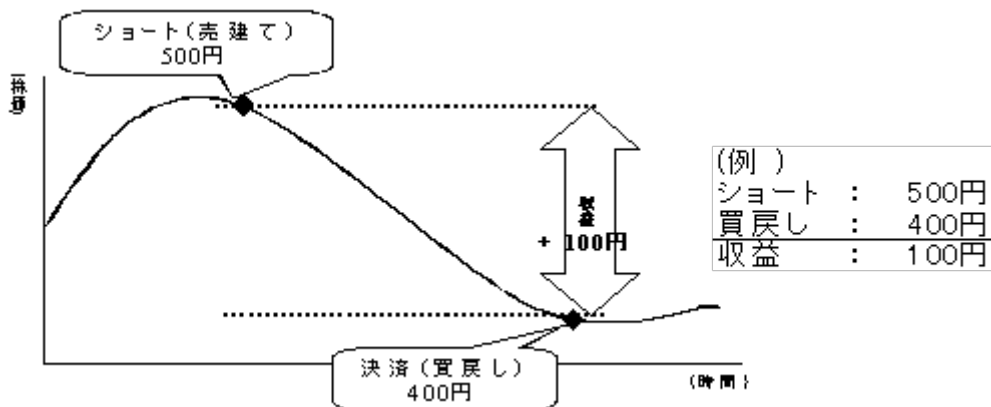 ショート(売建て)
500円
(株価)
収益
+ 100円
(例)
ショート : 500円
買戻し : 400円
収益 : 100円
決済(買戻し)
400円
(時間)